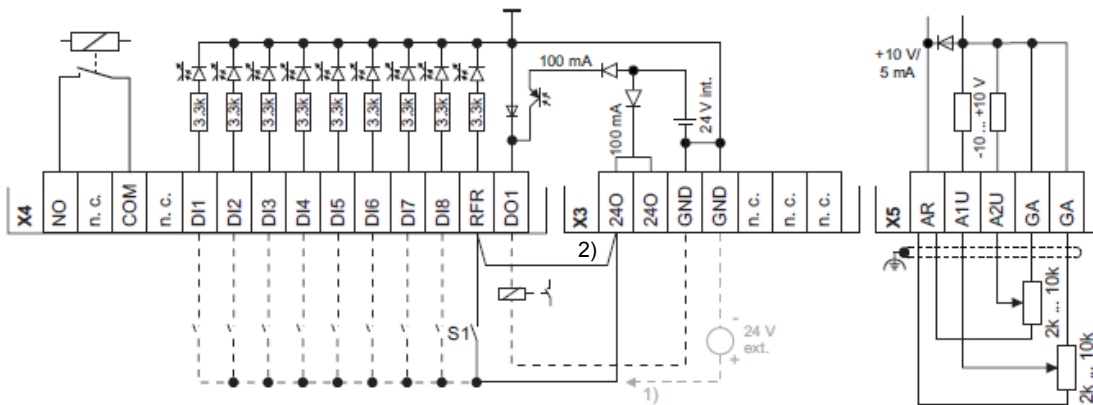 100 mA
3.3k
3.3k
3.3k
3.3k
3.3k
3.3k
3.3k
3.3k
3.3k
100 mA
24 V int.
X4
NO
n. c.
COM
n. c.
DI1
DI2
DI3
DI4
DI5
DI6
DI7
DI8
RFR
DO1
X3
24O
24O
GND
GND
n. c.
n. c.
n. c.
2)
S1
-
24 V
ext.
+
1)
+10 V/
5 mA
-10 ... +10 V
X5
AR
A1U
A2U
GA
GA
2k ... 10k
2k ... 10k